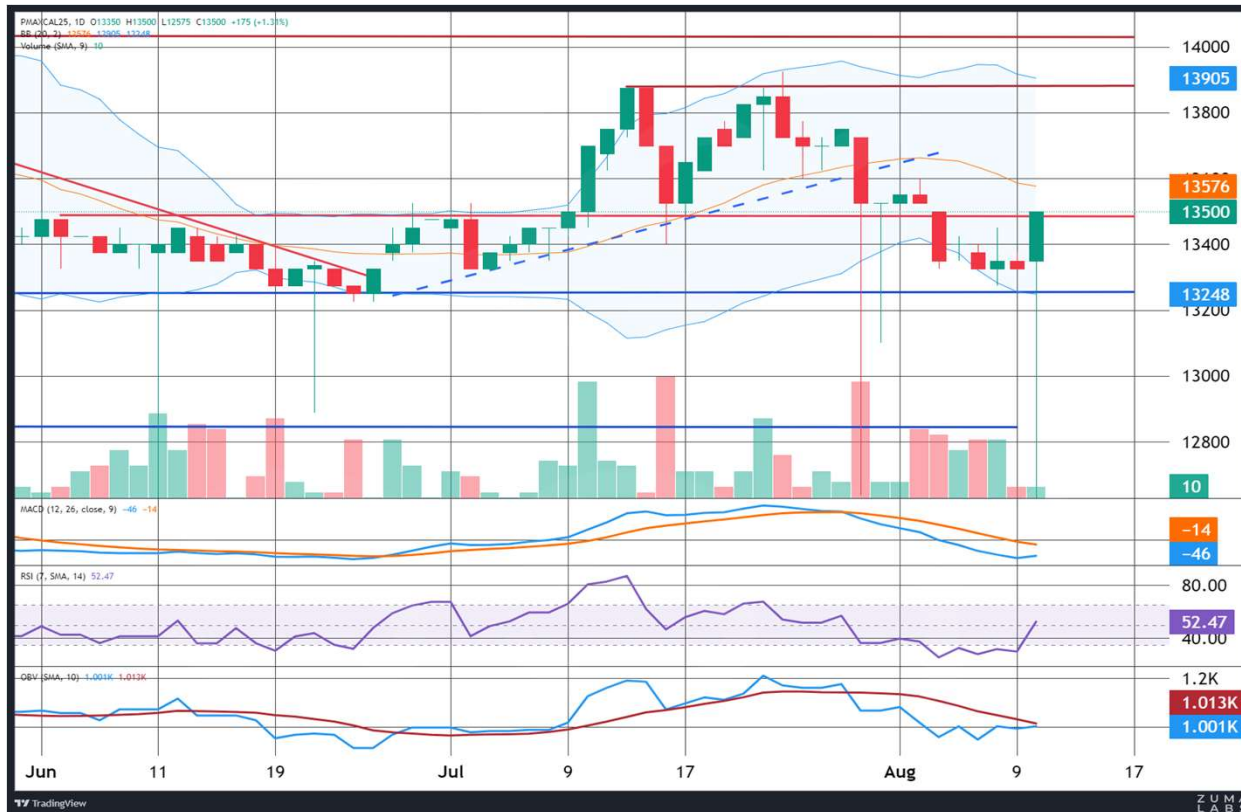 PMAXCAL25, 1D O13350 H13500 L12575 C13500 +175 (+1.31%)
BB (20, 2) 13576 13905 13248
Volume (SMA, 9) 10
14000
13905
13800
13576
13500
13400
13248
13200
13000
12800
10
MACD (12, 26, close, 9) −46 −14
−14
−46
RSI (7, SMA, 14) 52.47
80.00
52.47
40.00
OBV (SMA, 10) 1.001K 1.013K
1.2K
1.013K
1.001K
Jun 11 19 Jul 9 17 Aug 9 17
TradingView